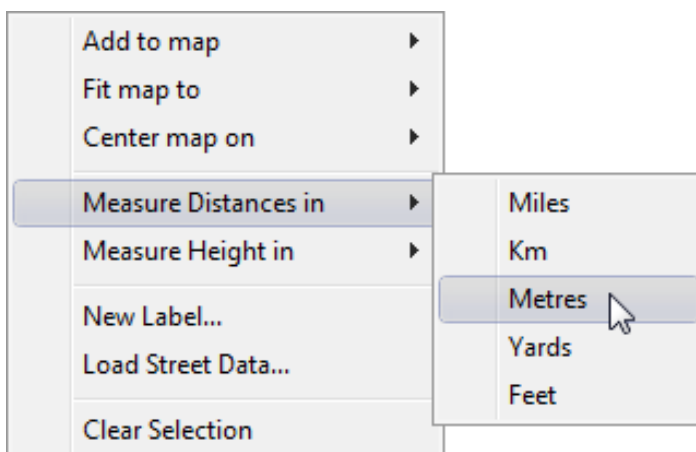 Add to map
Fit map to
Center map on
Measure Distances in
Measure Height in
New Label...
Load Street Data...
Clear Selection
Miles
Km
Metres
Yards
Feet